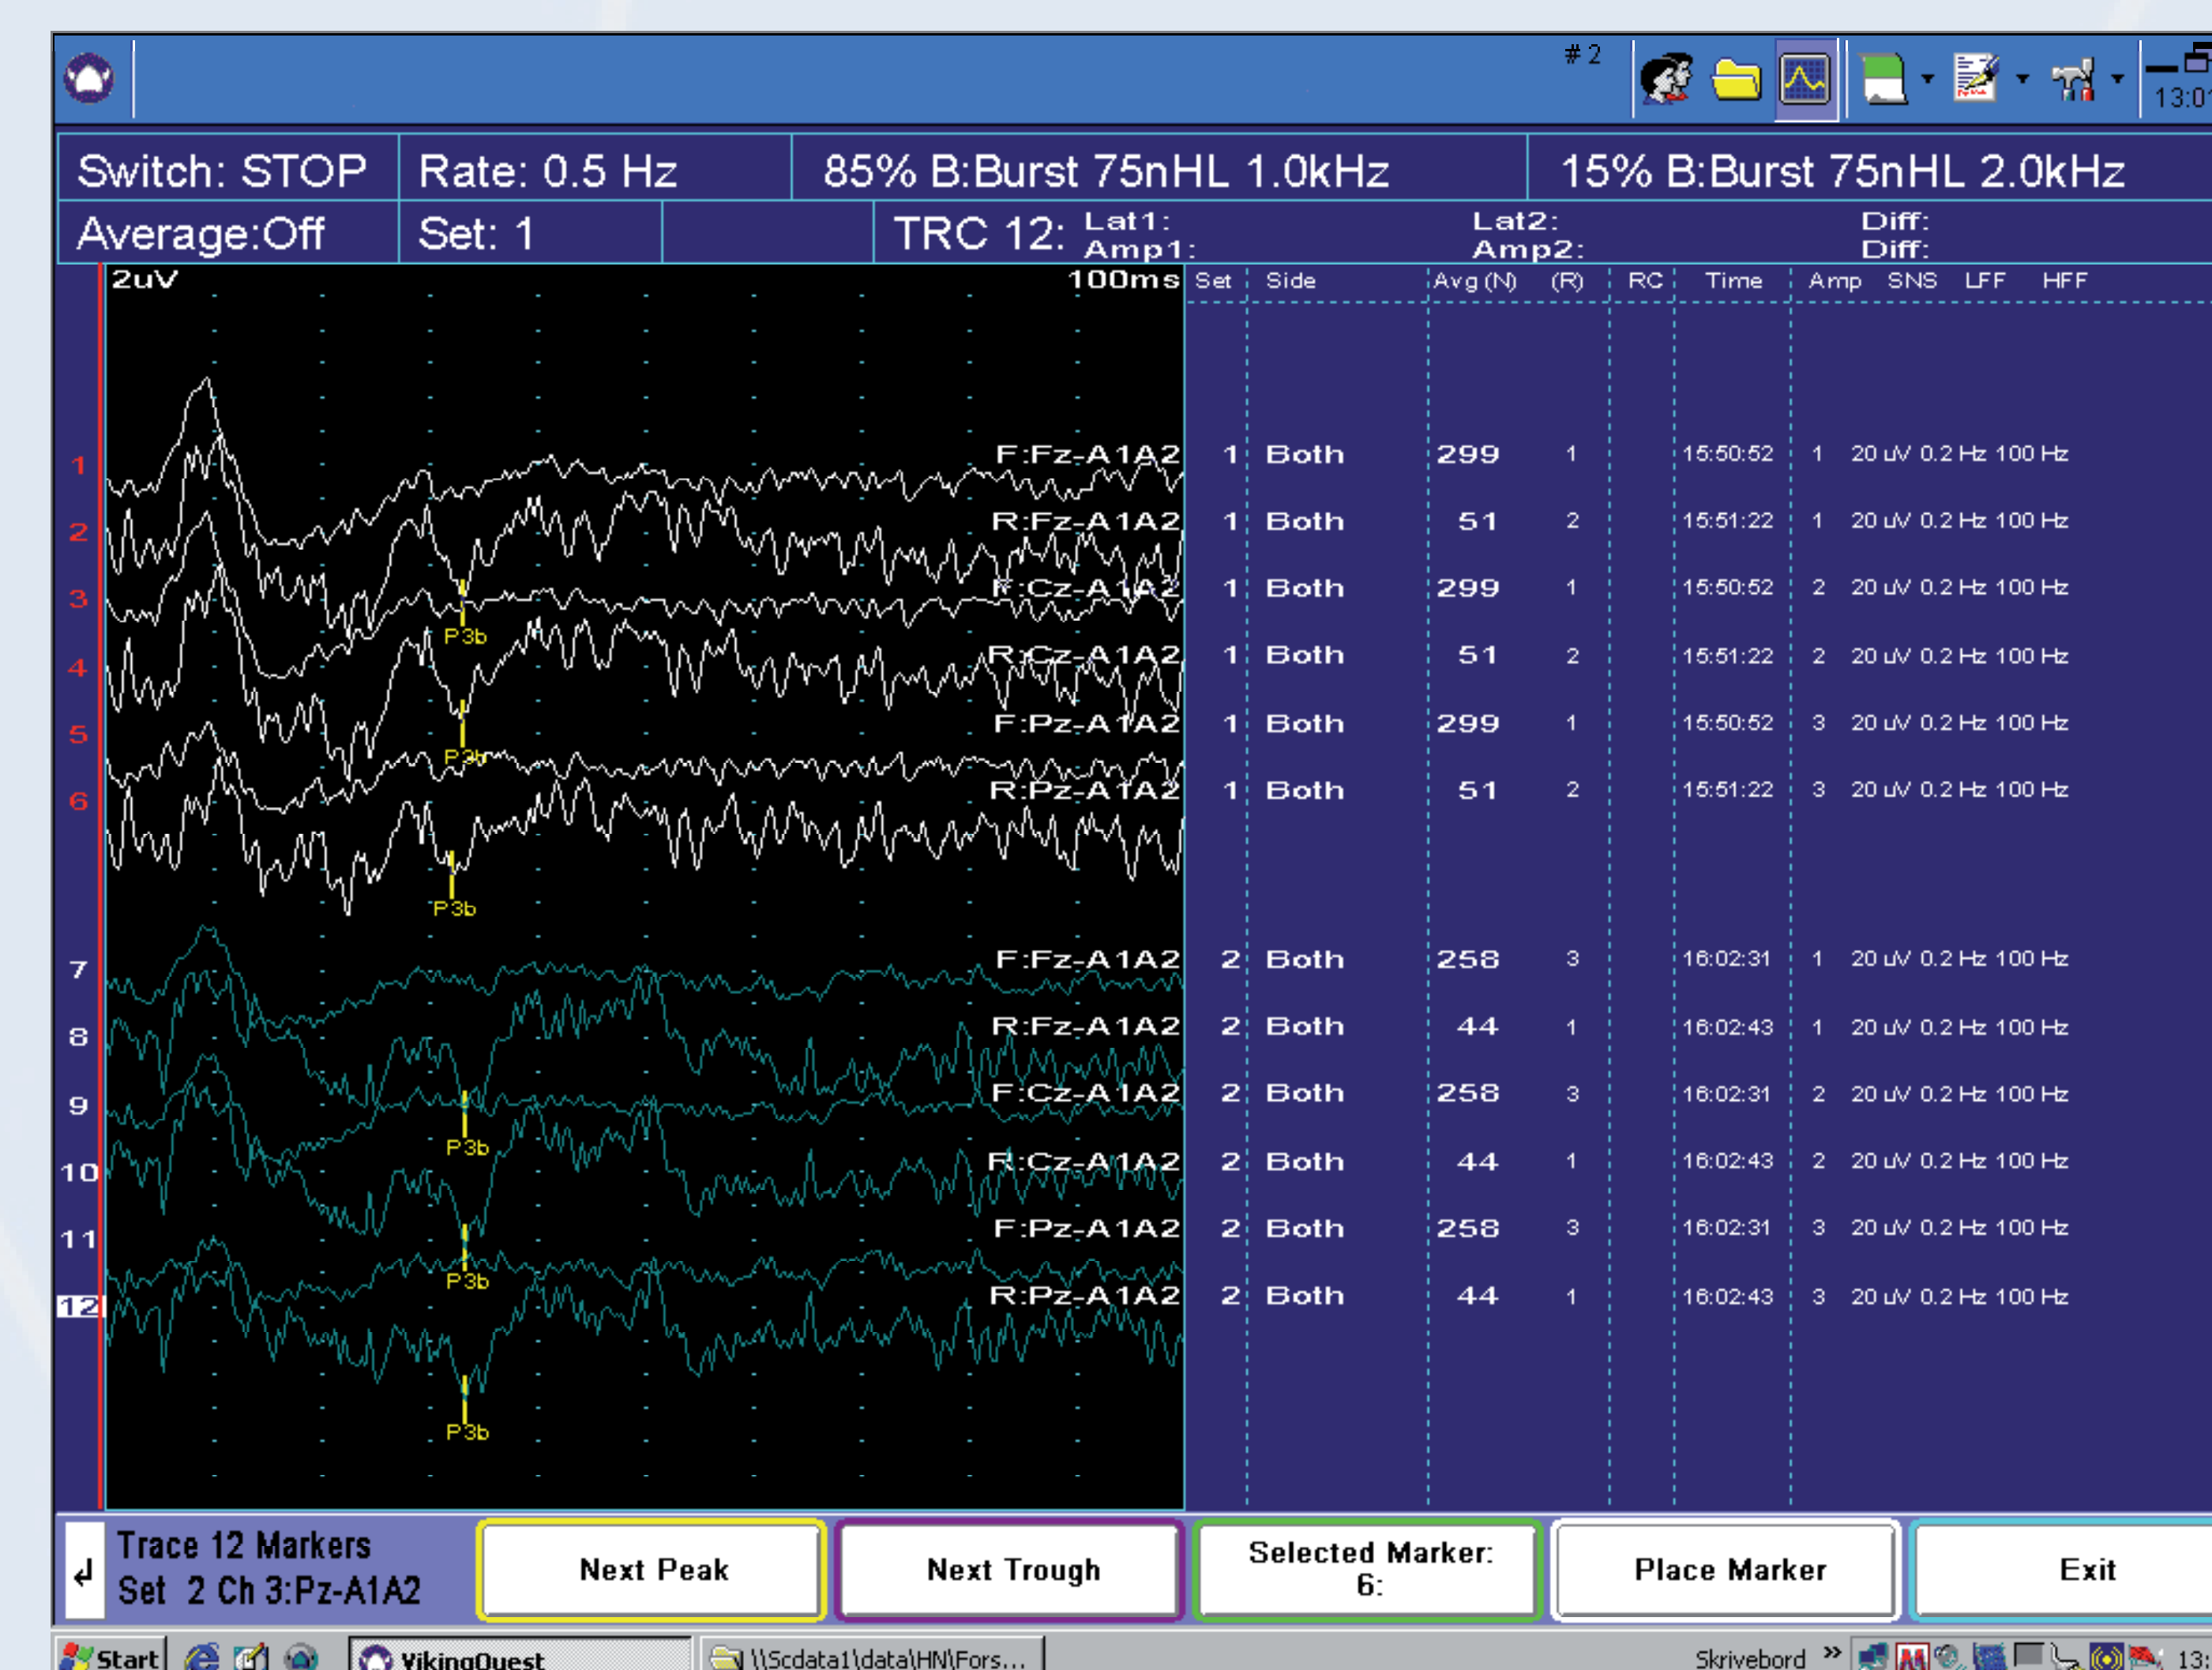 # 2
13:01
Switch: STOP Rate: 0.5 Hz 85% B:Burst 75nHL 1.0kHz 15% B:Burst 75nHL 2.0kHz
Average:Off Set: 1 TRC 12: Lat1: Lat2: Diff:
Amp1: Amp2: Diff:
2uV 100ms Set Side Avg (N) (R) RC Time Amp SNS LFF HFF
1 F:Fz-A1A2 1 Both 299 1 15:50:52 1 20 uV 0.2 Hz 100 Hz
2 R:Fz-A1A2 1 Both 51 2 15:51:22 1 20 uV 0.2 Hz 100 Hz
3 F:Cz-A1A2 1 Both 299 1 15:50:52 2 20 uV 0.2 Hz 100 Hz
P3b
4 R:Cz-A1A2 1 Both 51 2 15:51:22 2 20 uV 0.2 Hz 100 Hz
5 F:Pz-A1A2 1 Both 299 1 15:50:52 3 20 uV 0.2 Hz 100 Hz
P3b
6 R:Pz-A1A2 1 Both 51 2 15:51:22 3 20 uV 0.2 Hz 100 Hz
P3b
7 F:Fz-A1A2 2 Both 258 3 16:02:31 1 20 uV 0.2 Hz 100 Hz
8 R:Fz-A1A2 2 Both 44 1 16:02:43 1 20 uV 0.2 Hz 100 Hz
9 F:Cz-A1A2 2 Both 258 3 16:02:31 2 20 uV 0.2 Hz 100 Hz
P3b
10 R:Cz-A1A2 2 Both 44 1 16:02:43 2 20 uV 0.2 Hz 100 Hz
11 F:Pz-A1A2 2 Both 258 3 16:02:31 3 20 uV 0.2 Hz 100 Hz
P3b
12 R:Pz-A1A2 2 Both 44 1 16:02:43 3 20 uV 0.2 Hz 100 Hz
P3b
Trace 12 Markers
Set 2 Ch 3:Pz-A1A2
Next Peak
Next Trough
Selected Marker:
6:
Place Marker
Exit
Start VikingQuest \\Scdata1\data\HN\Fors... Skrivebord » 13: